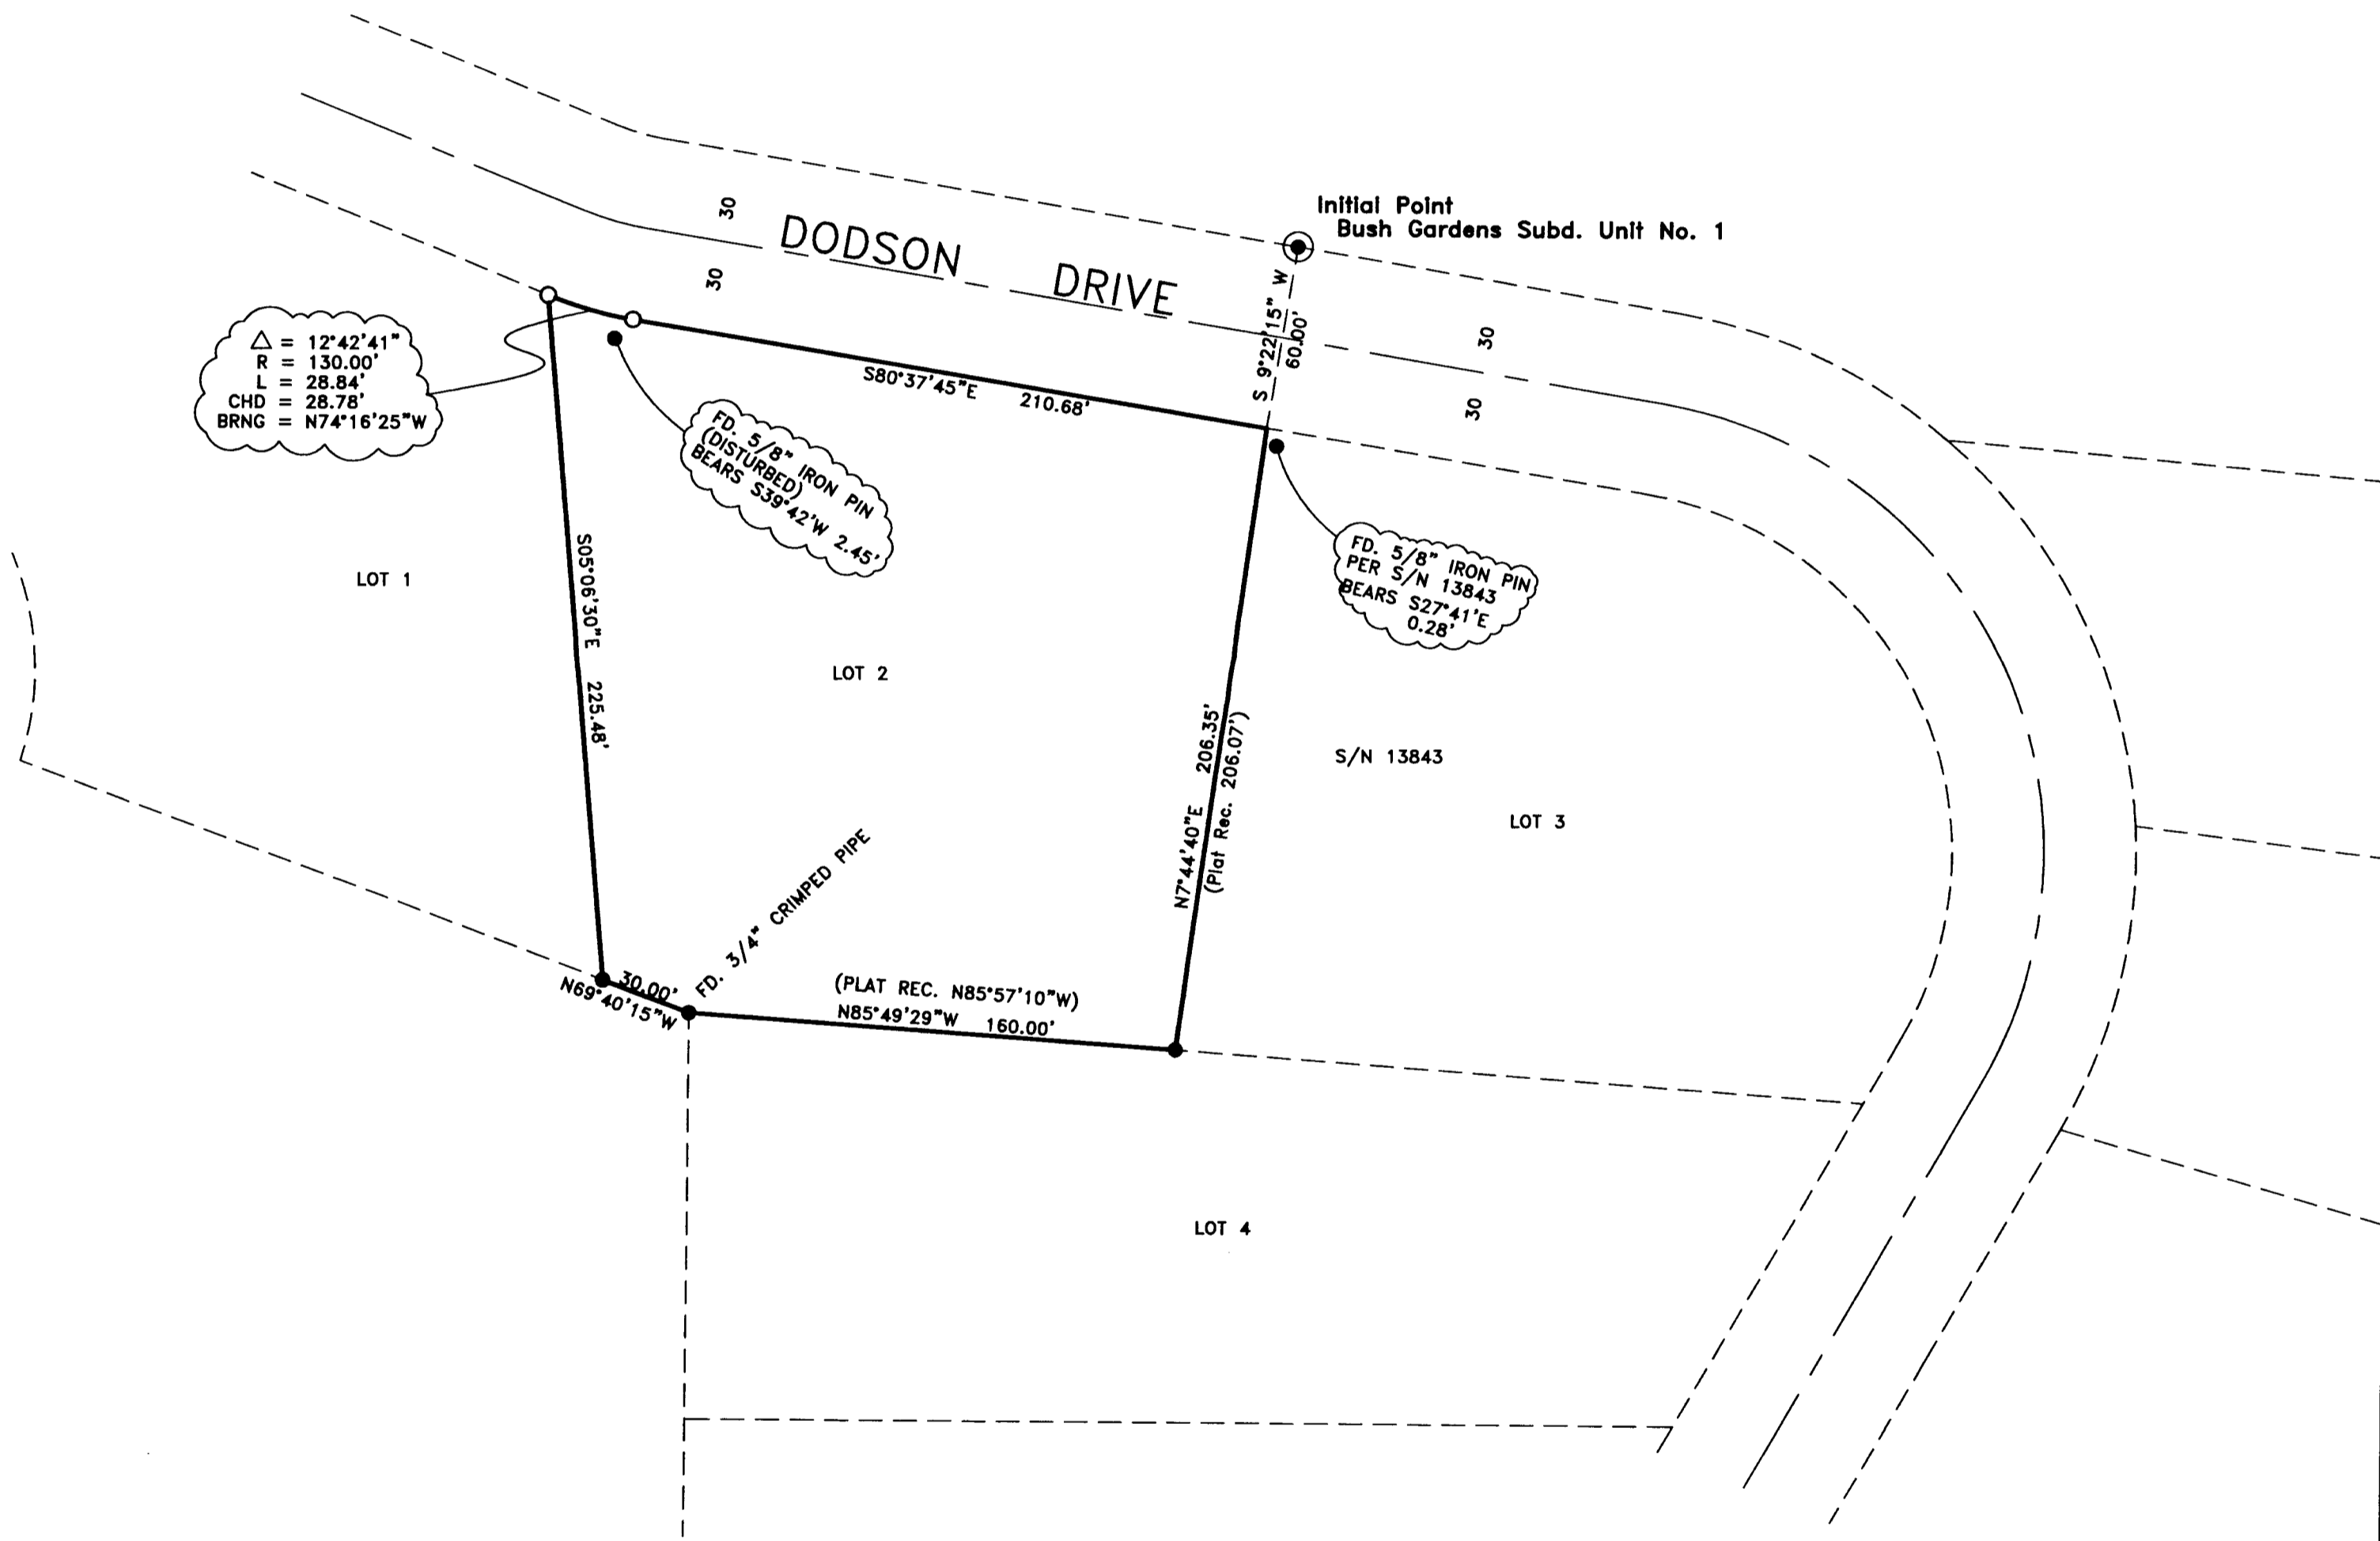 Initial Point
Bush Gardens Subd. Unit No. 1
30
DODSON DRIVE
30
S 9°22'15" W
60.00'
30
30
△ = 12°42'41"
R = 130.00'
L = 28.84'
CHD = 28.78'
BRNG = N74°16'25"W
S80°37'45"E 210.68'
FD. 5/8" IRON PIN
(DISTURBED)
BEARS S39°42'W 2.45'
FD. 5/8" IRON PIN
PER S/N 13843
BEARS S27°41'E
0.28'
LOT 1
S05°06'30"E 225.48'
LOT 2
N7°44'40"E 206.35'
(Plat Rec. 206.07')
S/N 13843
LOT 3
FD. 3/4" CRIMPED PIPE
30.00'
N69°40'15"W
(PLAT REC. N85°57'10"W)
N85°49'29"W 160.00'
LOT 4